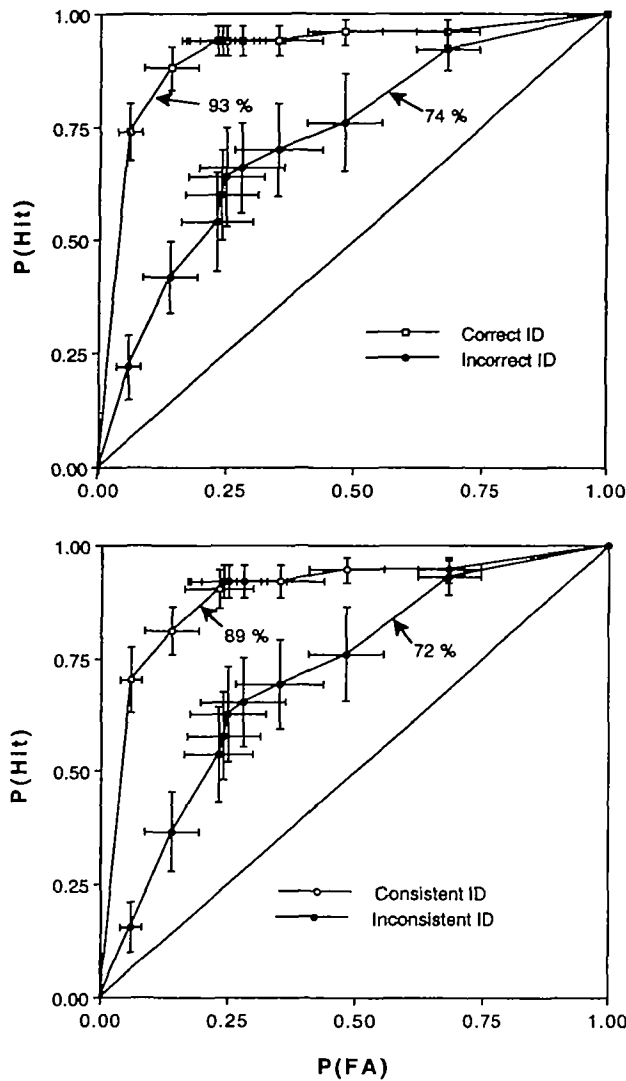 1.00
0.75
0.50
0.25
0.00
P(Hit)
93 %
74 %
Correct ID
Incorrect ID
0.00 0.25 0.50 0.75 1.00
1.00
0.75
0.50
0.25
0.00
P(Hit)
89 %
72 %
Consistent ID
Inconsistent ID
0.00 0.25 0.50 0.75 1.00
P(FA)